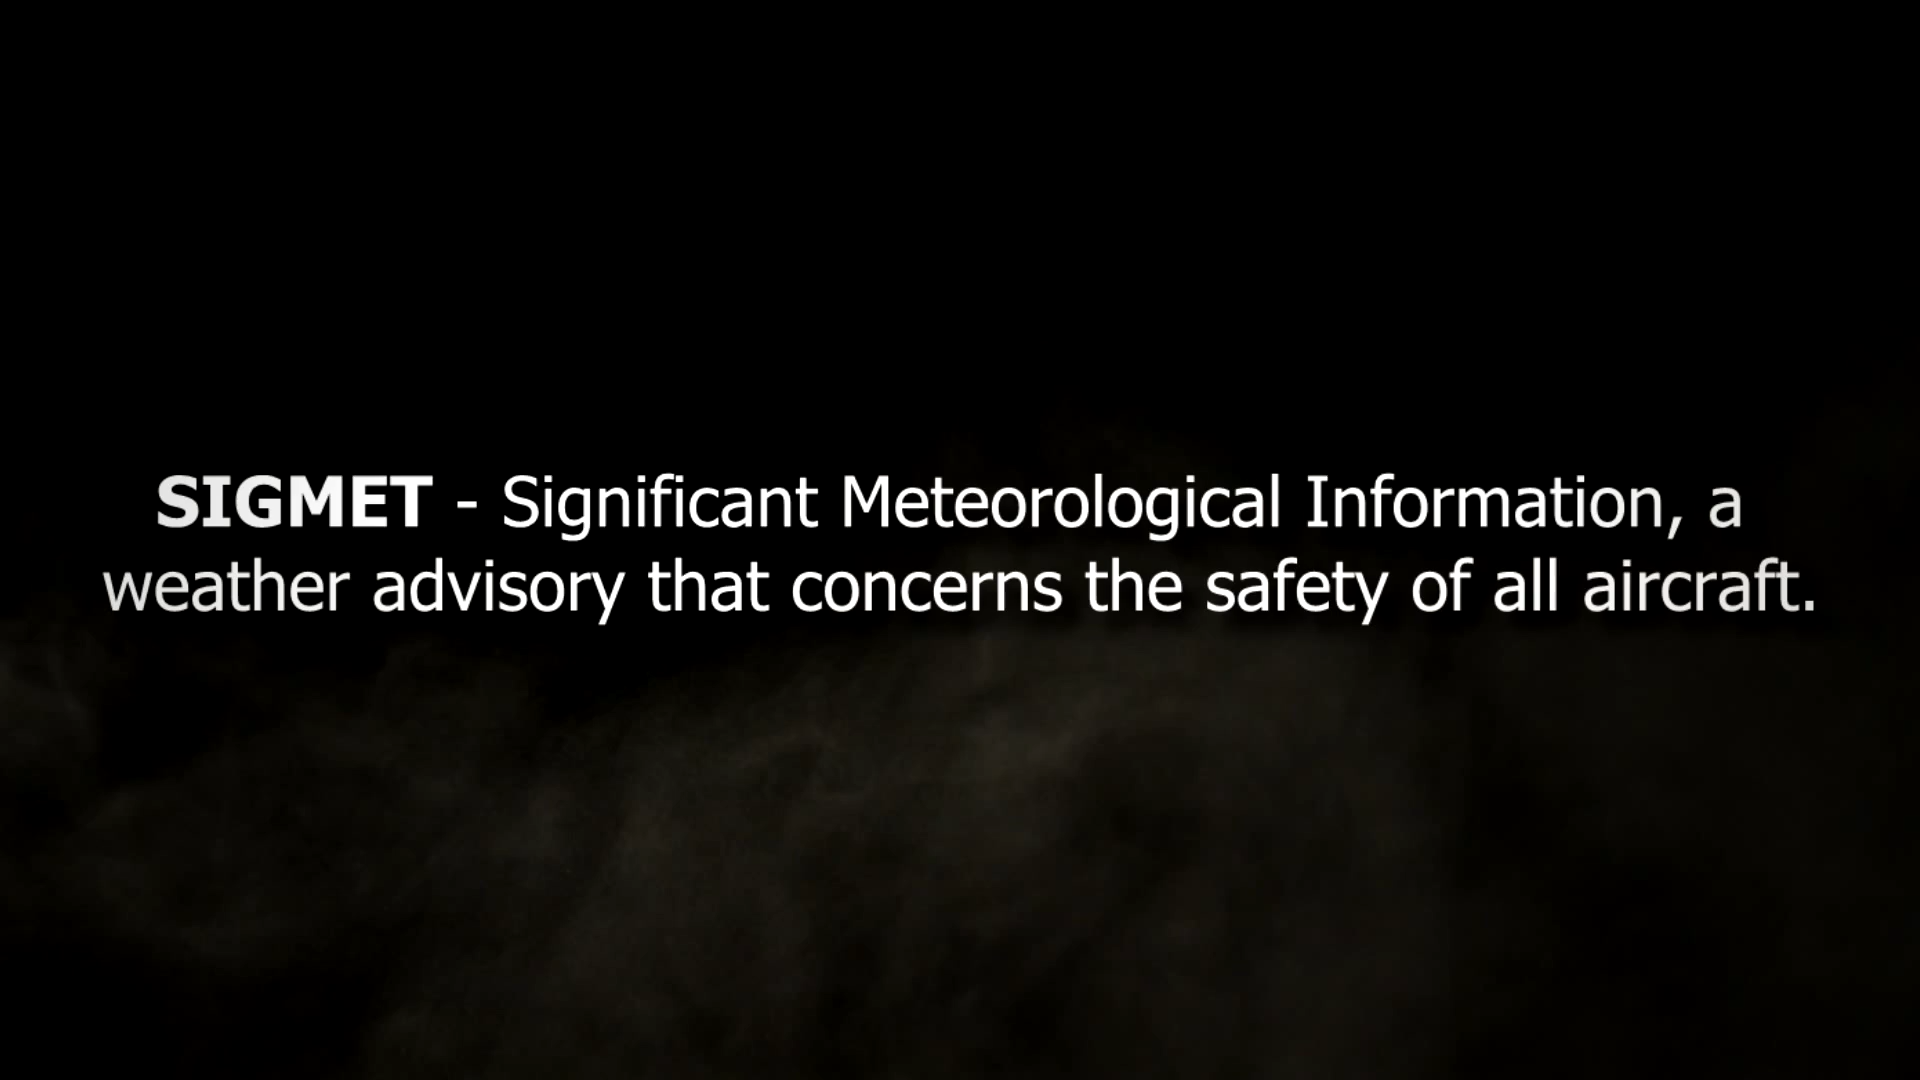 SIGMET - Significant Meteorological Information, a
weather advisory that concerns the safety of all aircraft.